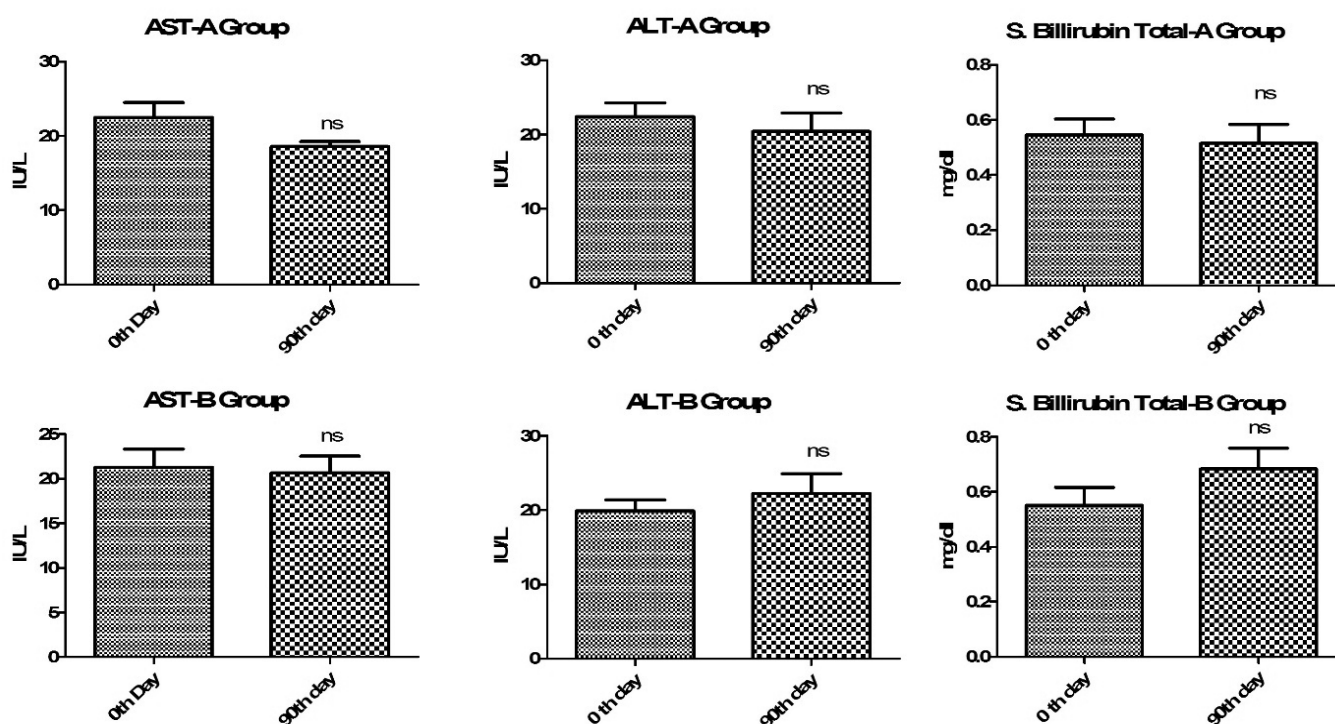 AST-A Group
30
20
10
0
IU/L
ns
0th Day
90th day
ALT-A Group
30
20
10
0
IU/L
ns
0 th day
90th day
S. Billirubin Total-A Group
0.8
0.6
0.4
0.2
0.0
mg/dl
ns
0 th day
90th day
AST-B Group
25
20
15
10
5
0
IU/L
ns
0th Day
90th day
ALT-B Group
30
20
10
0
IU/L
ns
0 th day
90th day
S. Billirubin Total-B Group
0.8
0.6
0.4
0.2
0.0
mg/dl
ns
0 th day
90th day